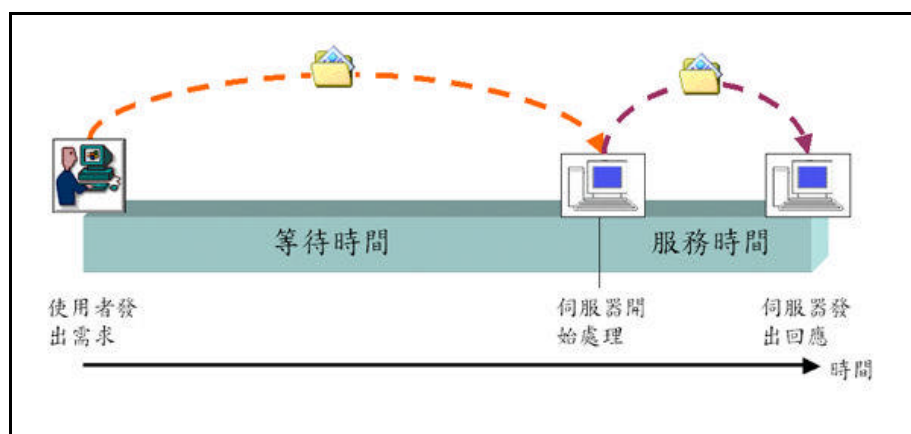 等待時間
服務時間
使用者發
出需求
伺服器開
始處理
伺服器發
出回應
時間